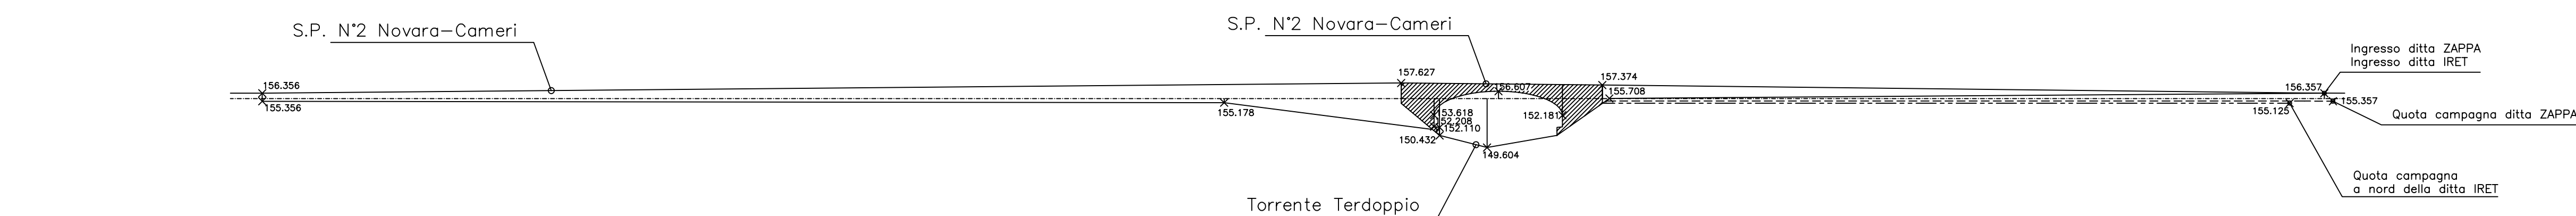 S.P. N°2 Novara-Cameri
S.P. N°2 Novara-Cameri
Ingresso ditta ZAPPA
Ingresso ditta IRET
156.356
155.356
157.627
156.607
157.374
155.708
156.357
155.357
155.178
53.618
52.208
152.110
152.181
155.125
Quota campagna ditta ZAPPA
150.432
149.604
Quota campagna
a nord della ditta IRET
Torrente Terdoppio